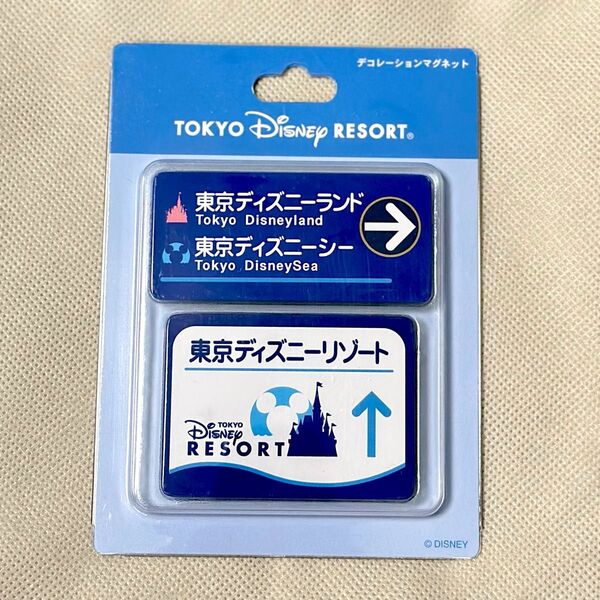 デコレーションマグネット
TOKYO Disney RESORT®
東京ディズニーランド
Tokyo Disneyland
東京ディズニーシー
Tokyo DisneySea
東京ディズニーリゾート
TOKYO
Disney
RESORT
© DISNEY